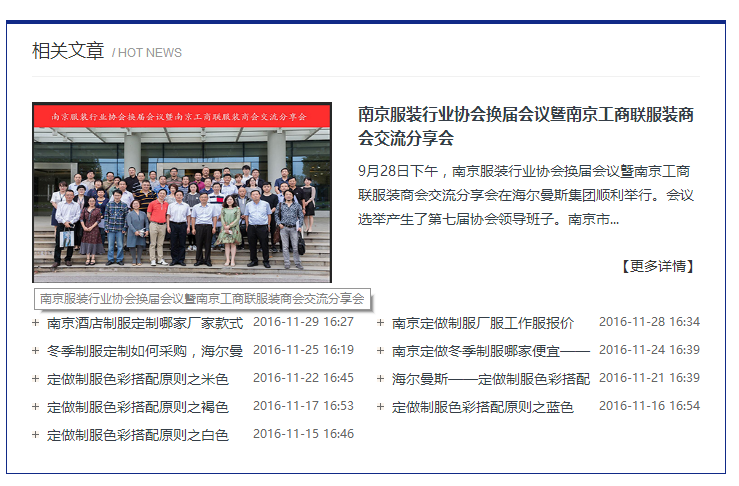 相关文章 / HOT NEWS
南京服装行业协会换届会议暨南京工商联服装商会交流分享会
南京服装行业协会换届会议暨南京工商联服装商
会交流分享会
9月28日下午，南京服装行业协会换届会议暨南京工商
联服装商会交流分享会在海尔曼斯集团顺利举行。会议
选举产生了第七届协会领导班子。南京市...
【更多详情】
南京服装行业协会换届会议暨南京工商联服装商会交流分享会
+ 南京酒店制服定制哪家厂家款式 2016-11-29 16:27
+ 南京定做制服厂服工作服报价 2016-11-28 16:34
+ 冬季制服定制如何采购，海尔曼 2016-11-25 16:19
+ 南京定做冬季制服哪家便宜—— 2016-11-24 16:39
+ 定做制服色彩搭配原则之米色 2016-11-22 16:45
+ 海尔曼斯——定做制服色彩搭配 2016-11-21 16:39
+ 定做制服色彩搭配原则之褐色 2016-11-17 16:53
+ 定做制服色彩搭配原则之蓝色 2016-11-16 16:54
+ 定做制服色彩搭配原则之白色 2016-11-15 16:46